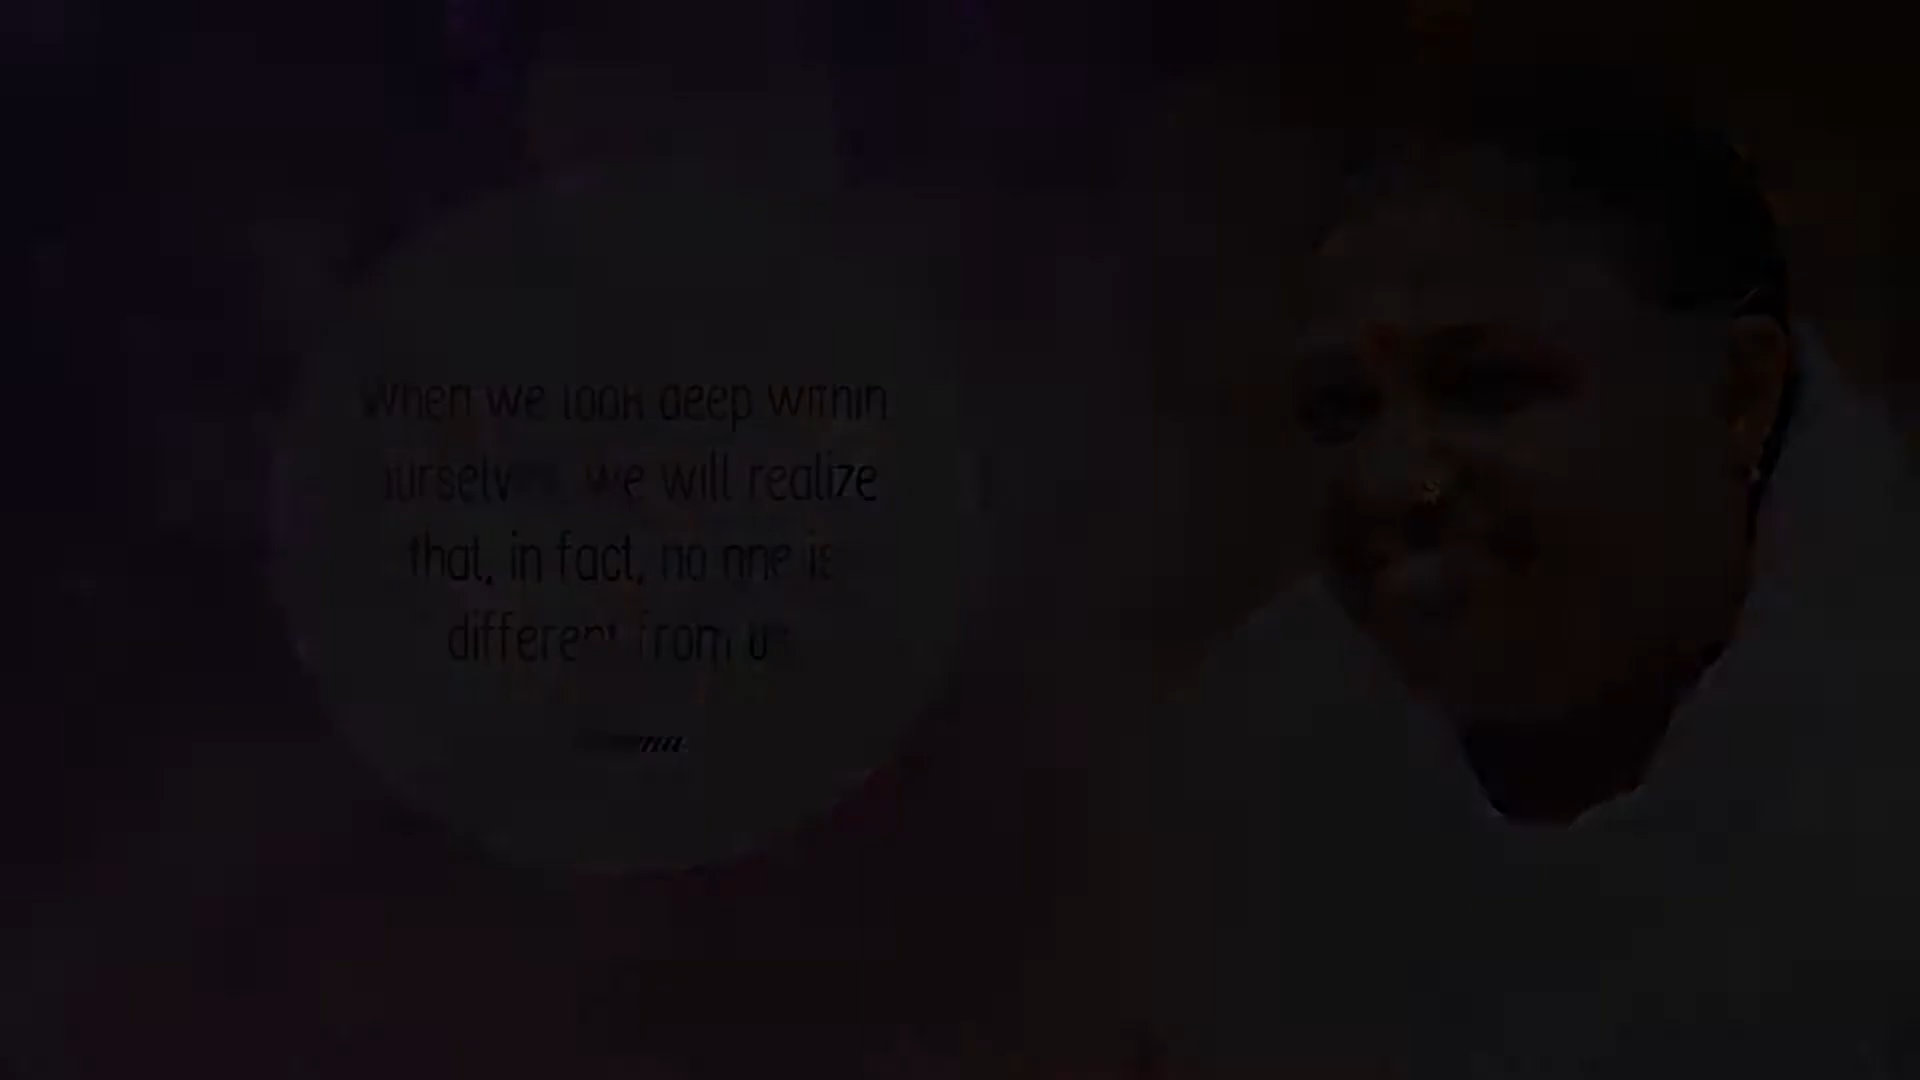 When we look deep within
ourselves, we will realize
that, in fact, no one is
different from us